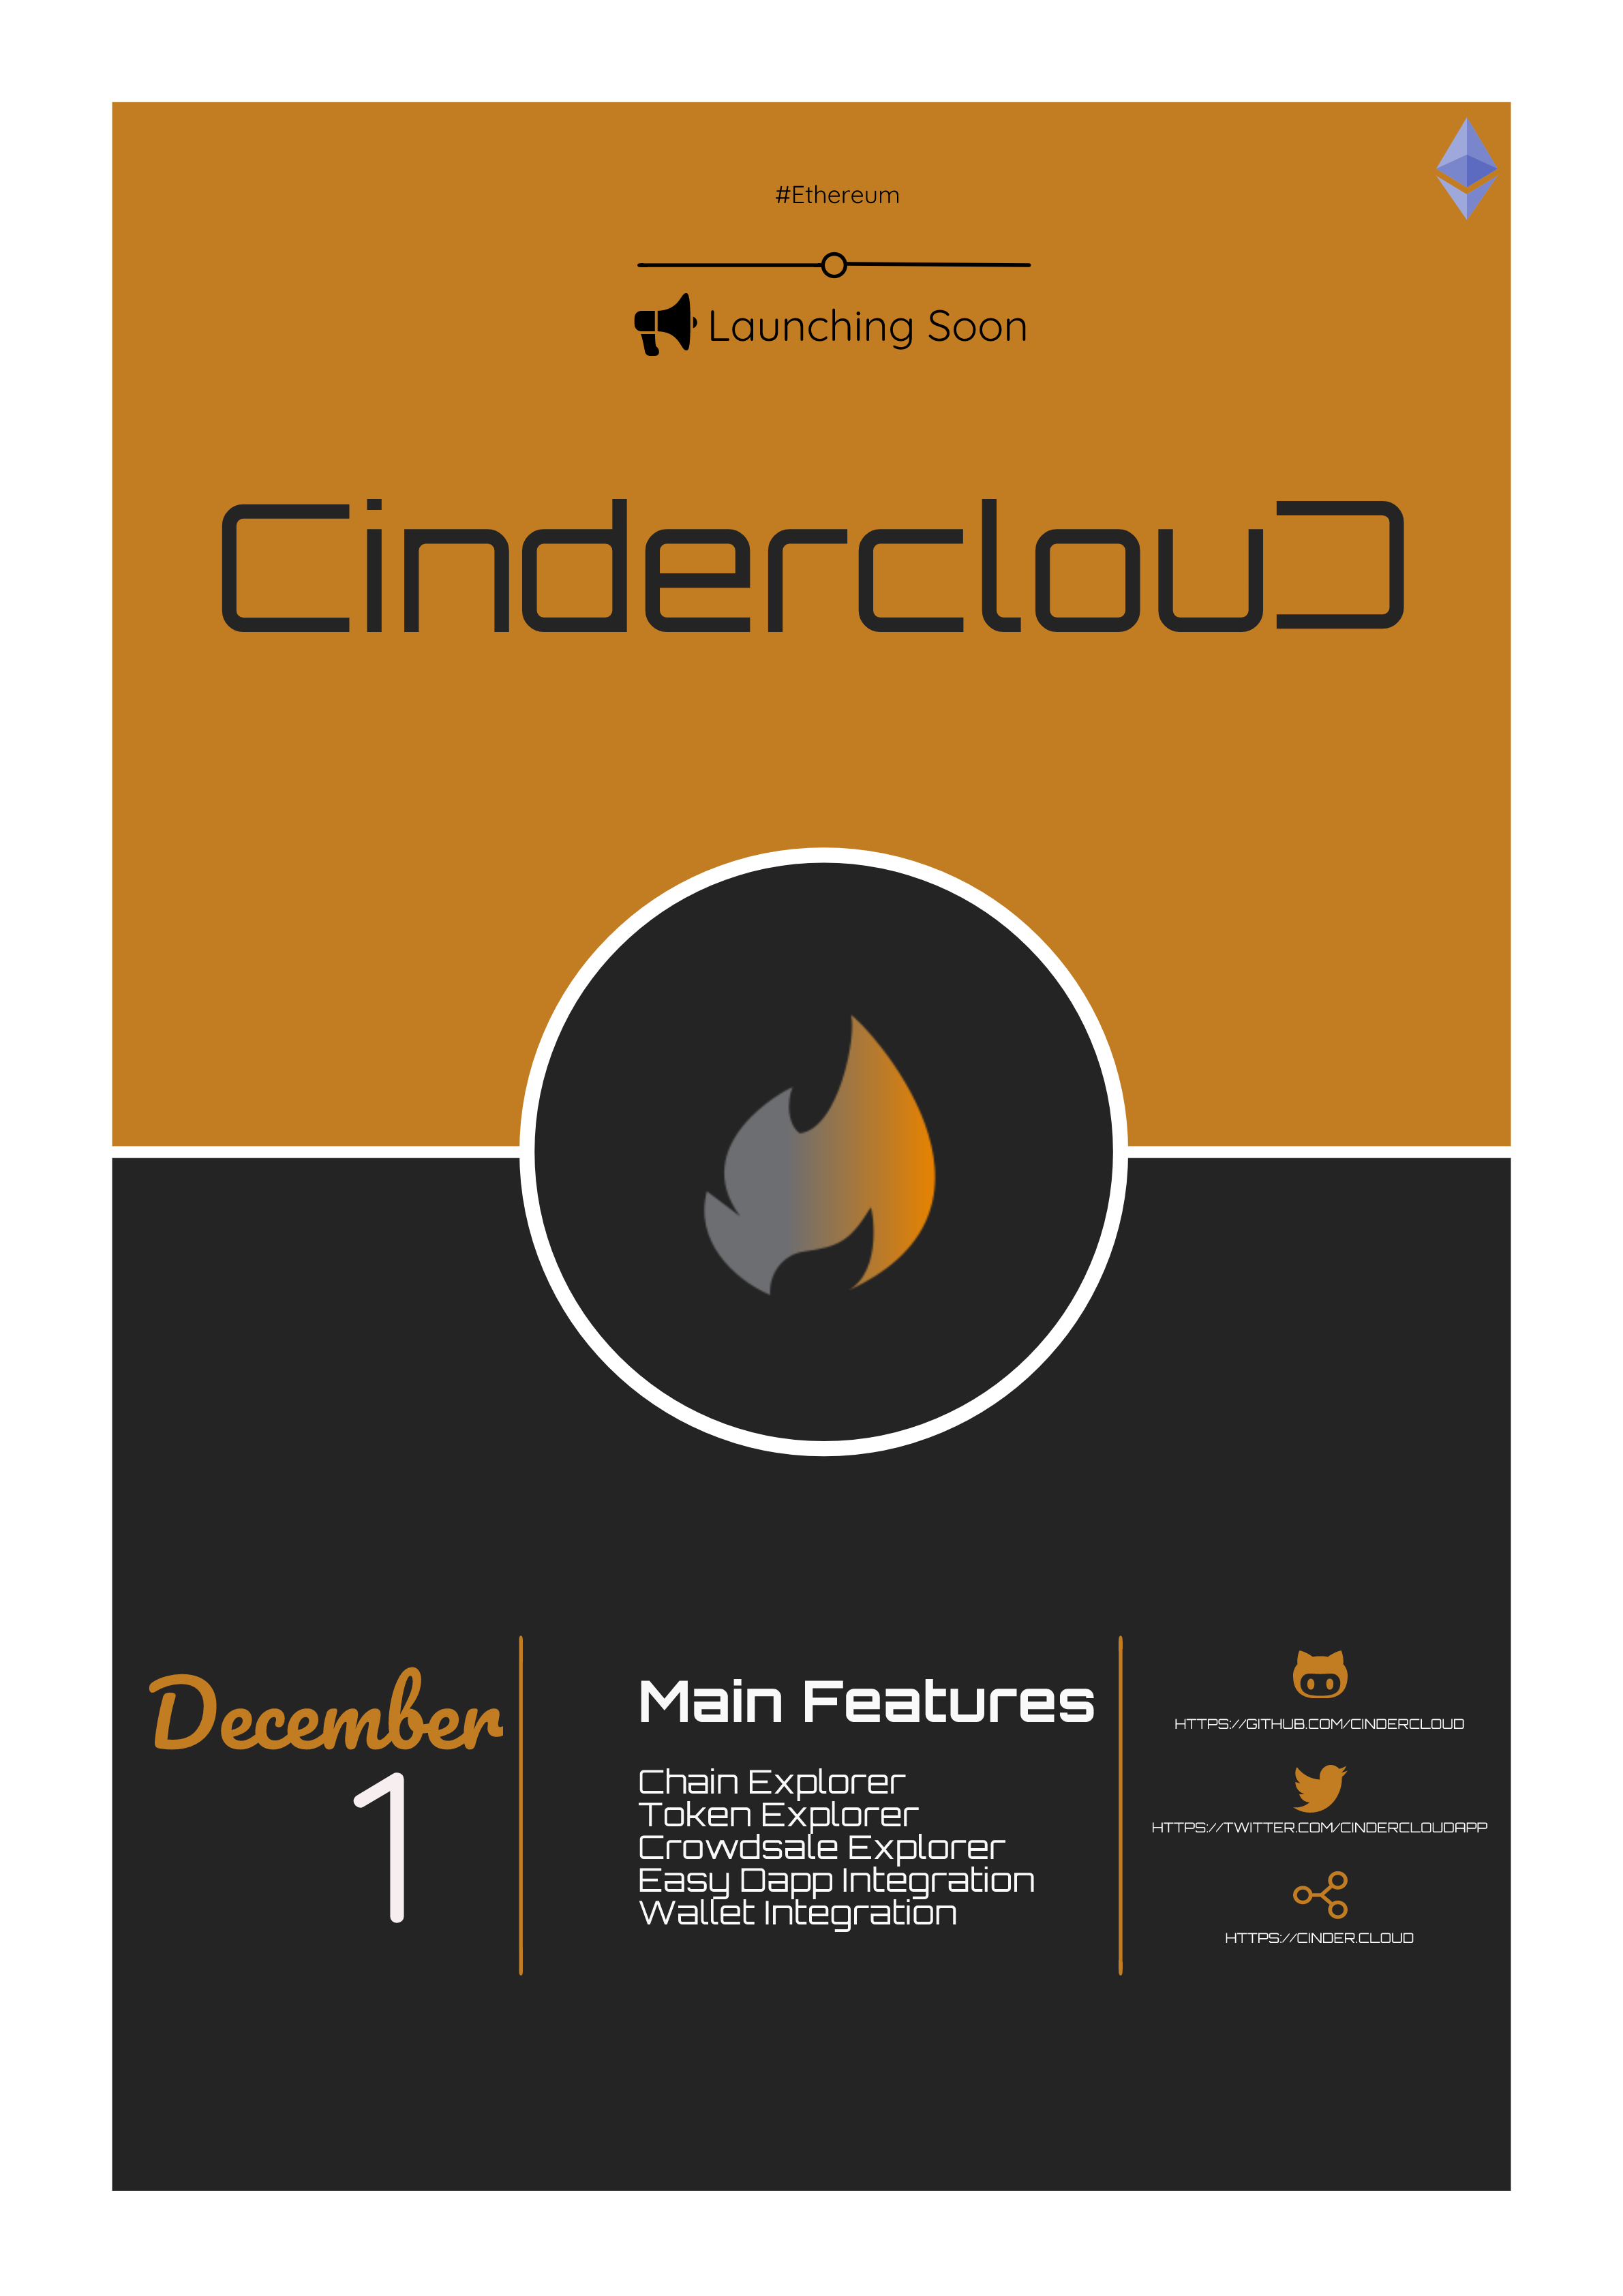 #Ethereum
Launching Soon
CinderclouD
December
1
Main Features
Chain Explorer
Token Explorer
Crowdsale Explorer
Easy Dapp Integration
Wallet Integration
HTTPS://GITHUB.COM/CINDERCLOUD
HTTPS://TWITTER.COM/CINDERCLOUDAPP
HTTPS://CINDER.CLOUD